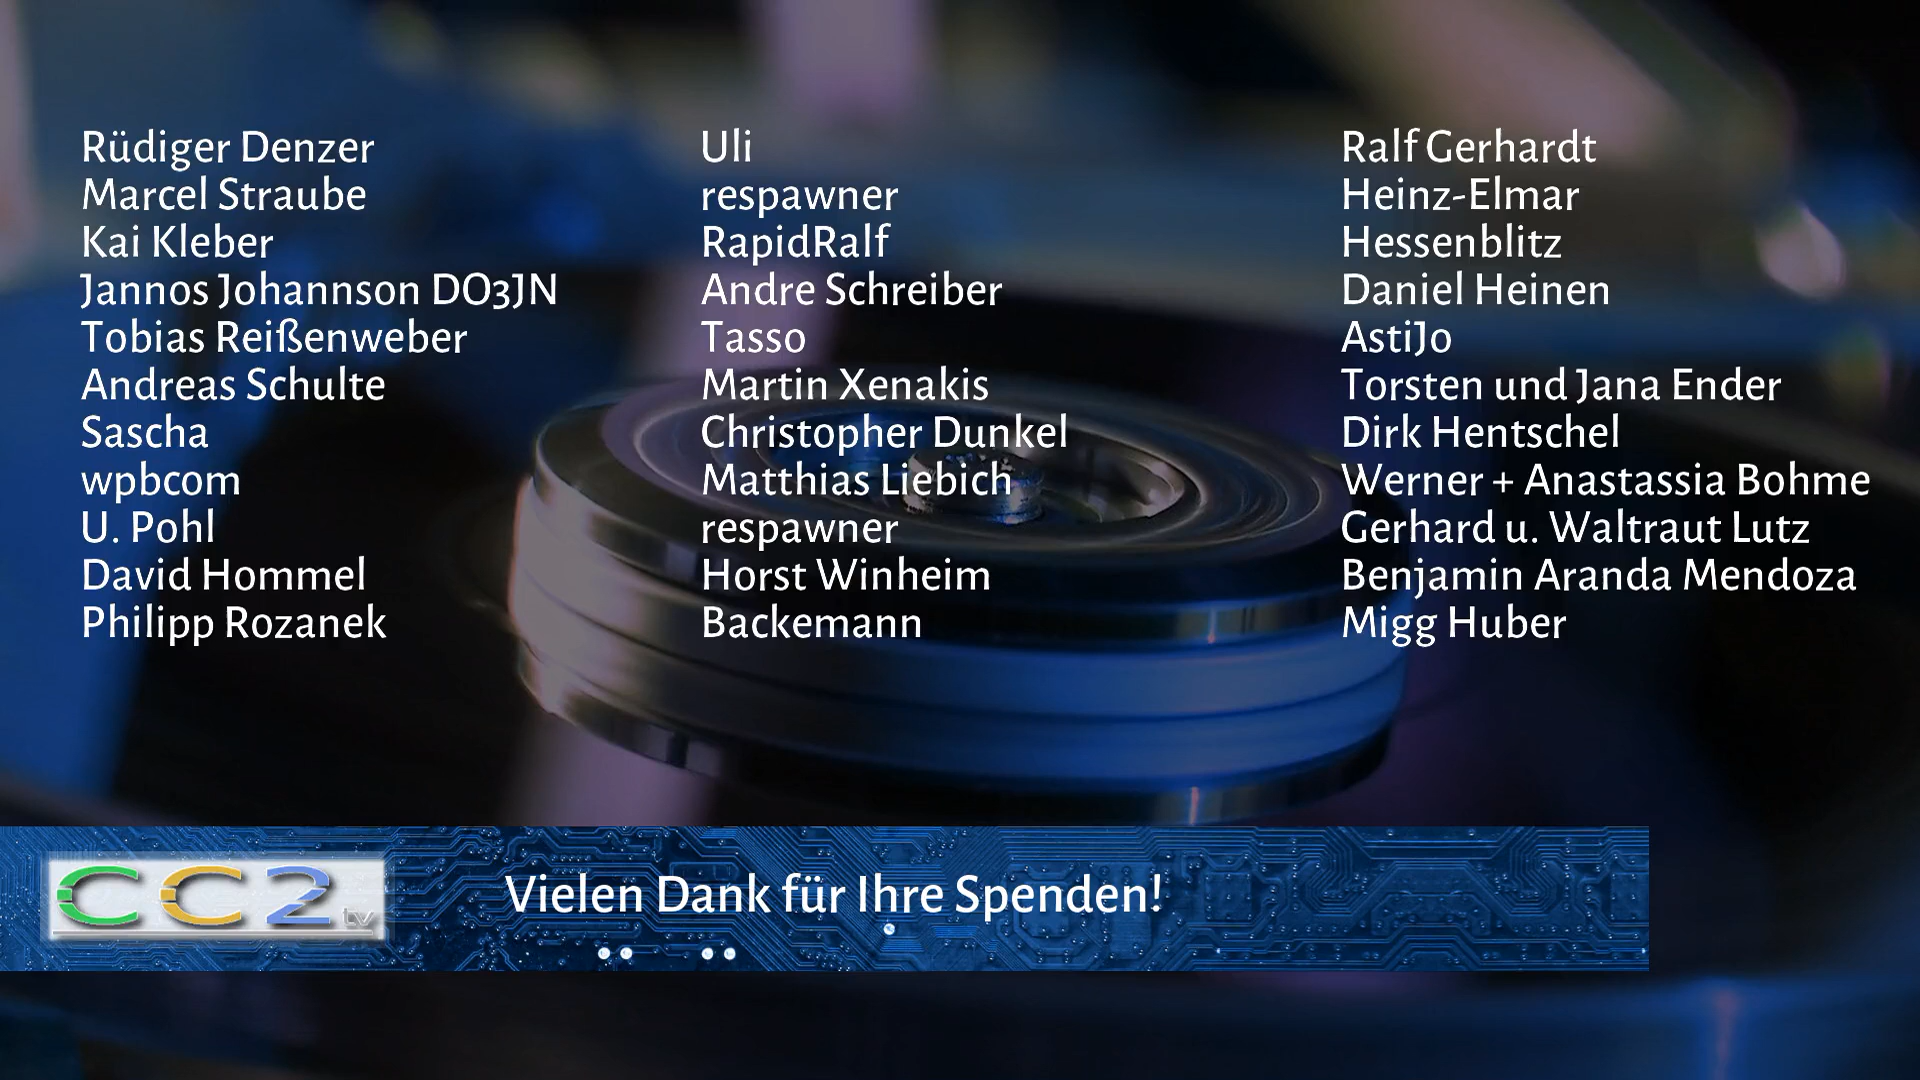 Rüdiger Denzer
Marcel Straube
Kai Kleber
Jannos Johannson DO3JN
Tobias Reißenweber
Andreas Schulte
Sascha
wpbcom
U. Pohl
David Hommel
Philipp Rozanek
Uli
respawner
RapidRalf
Andre Schreiber
Tasso
Martin Xenakis
Christopher Dunkel
Matthias Liebich
respawner
Horst Winheim
Backemann
Ralf Gerhardt
Heinz-Elmar
Hessenblitz
Daniel Heinen
AstiJo
Torsten und Jana Ender
Dirk Hentschel
Werner + Anastassia Bohme
Gerhard u. Waltraut Lutz
Benjamin Aranda Mendoza
Migg Huber
CC2 tv
Vielen Dank für Ihre Spenden!